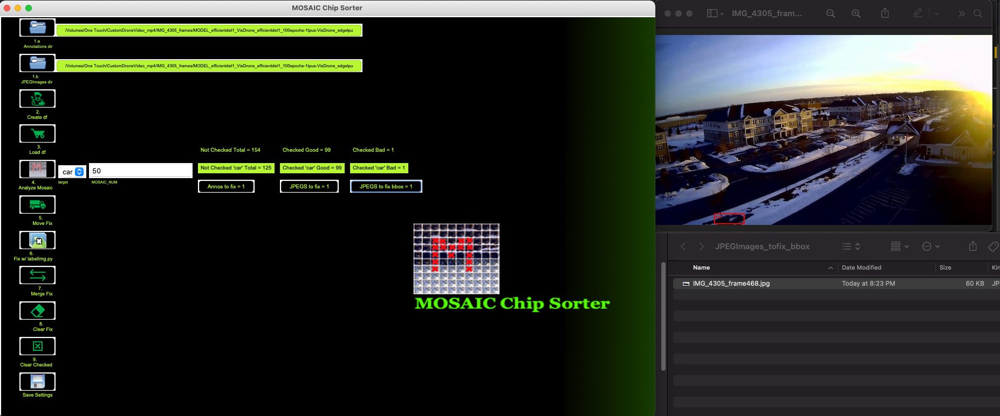 MOSAIC Chip Sorter
/Volumes/One Touch/CustomDroneVideo_mp4/IMG_4305_frames/MODEL_efficientdet1_VisDrone_efficientdet1_100epochs-1tpus-VisDrone_edgetpu
1.a
Annotations dir
/Volumes/One Touch/CustomDroneVideo_mp4/IMG_4305_frames/MODEL_efficientdet1_VisDrone_efficientdet1_100epochs-1tpus-VisDrone_edgetpu
1.b
JPEGImages dir
2.
Create df
3.
Load df
Not Checked Total = 154 Checked Good = 99 Checked Bad = 1
car 50 Not Checked 'car' Total = 125 Checked 'car' Good = 99 Checked 'car' Bad = 1
target MOSAIC_NUM
4.
Analyze Mosaic
Annos to fix = 1 JPEGS to fix = 1 JPEGS to fix bbox = 1
5.
Move Fix
6.
Fix w/ labelImg.py
7.
Merge Fix
8.
Clear Fix
9.
Clear Checked
Save Settings
MOSAIC Chip Sorter
IMG_4305_fram...
JPEGImages_tofix_bbox
Name Date Modified Size Kin
IMG_4305_frame468.jpg Today at 8:23 PM 60 KB JP